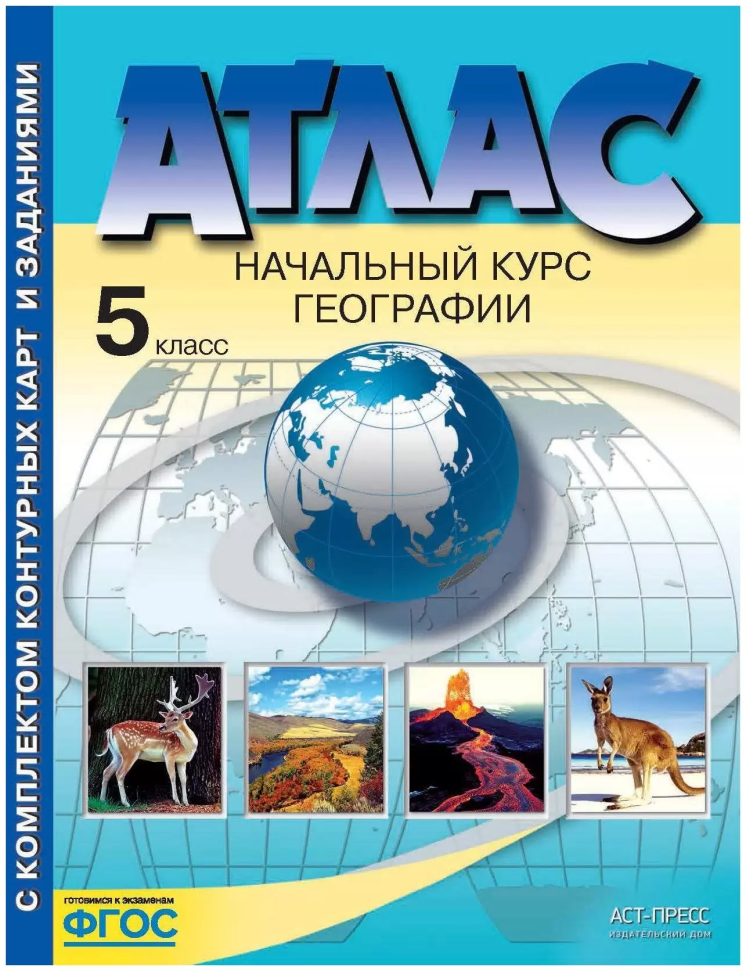 АТЛАС
НАЧАЛЬНЫЙ КУРС
ГЕОГРАФИИ
5 класс
С КОМПЛЕКТОМ КОНТУРНЫХ КАРТ И ЗАДАНИЯМИ
ГОТОВИМСЯ К ЭКЗАМЕНАМ
ФГОС
АСТ-ПРЕСС
ИЗДАТЕЛЬСКИЙ ДОМ